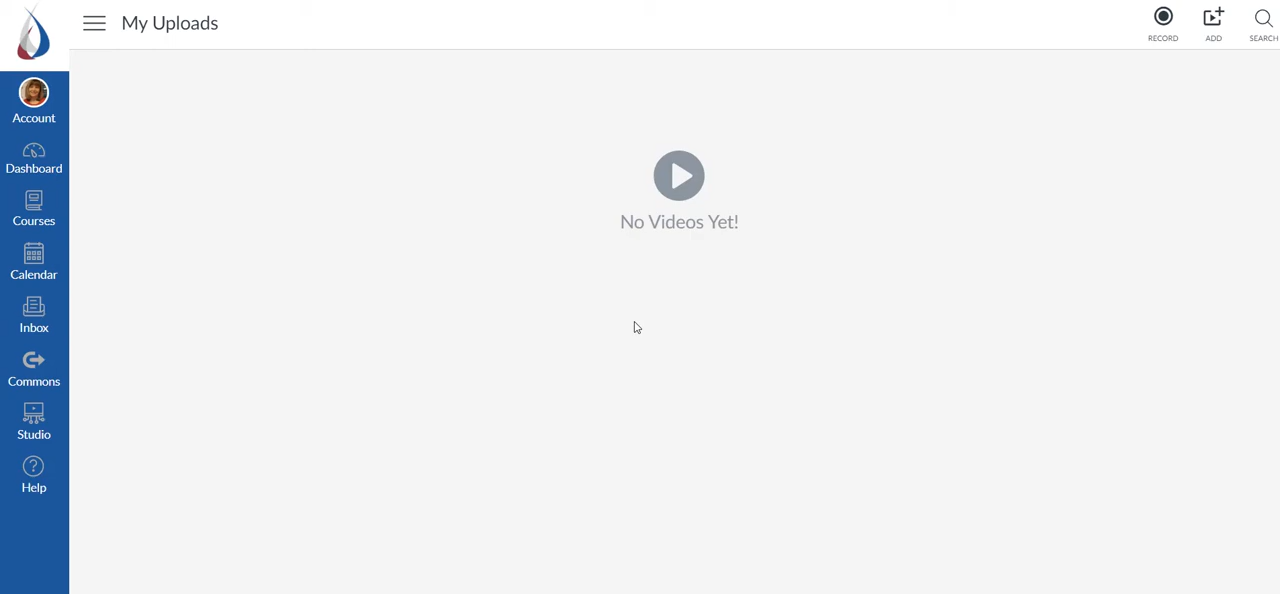 My Uploads
RECORD
ADD
SEARCH
Account
Dashboard
Courses
Calendar
Inbox
Commons
Studio
Help
No Videos Yet!